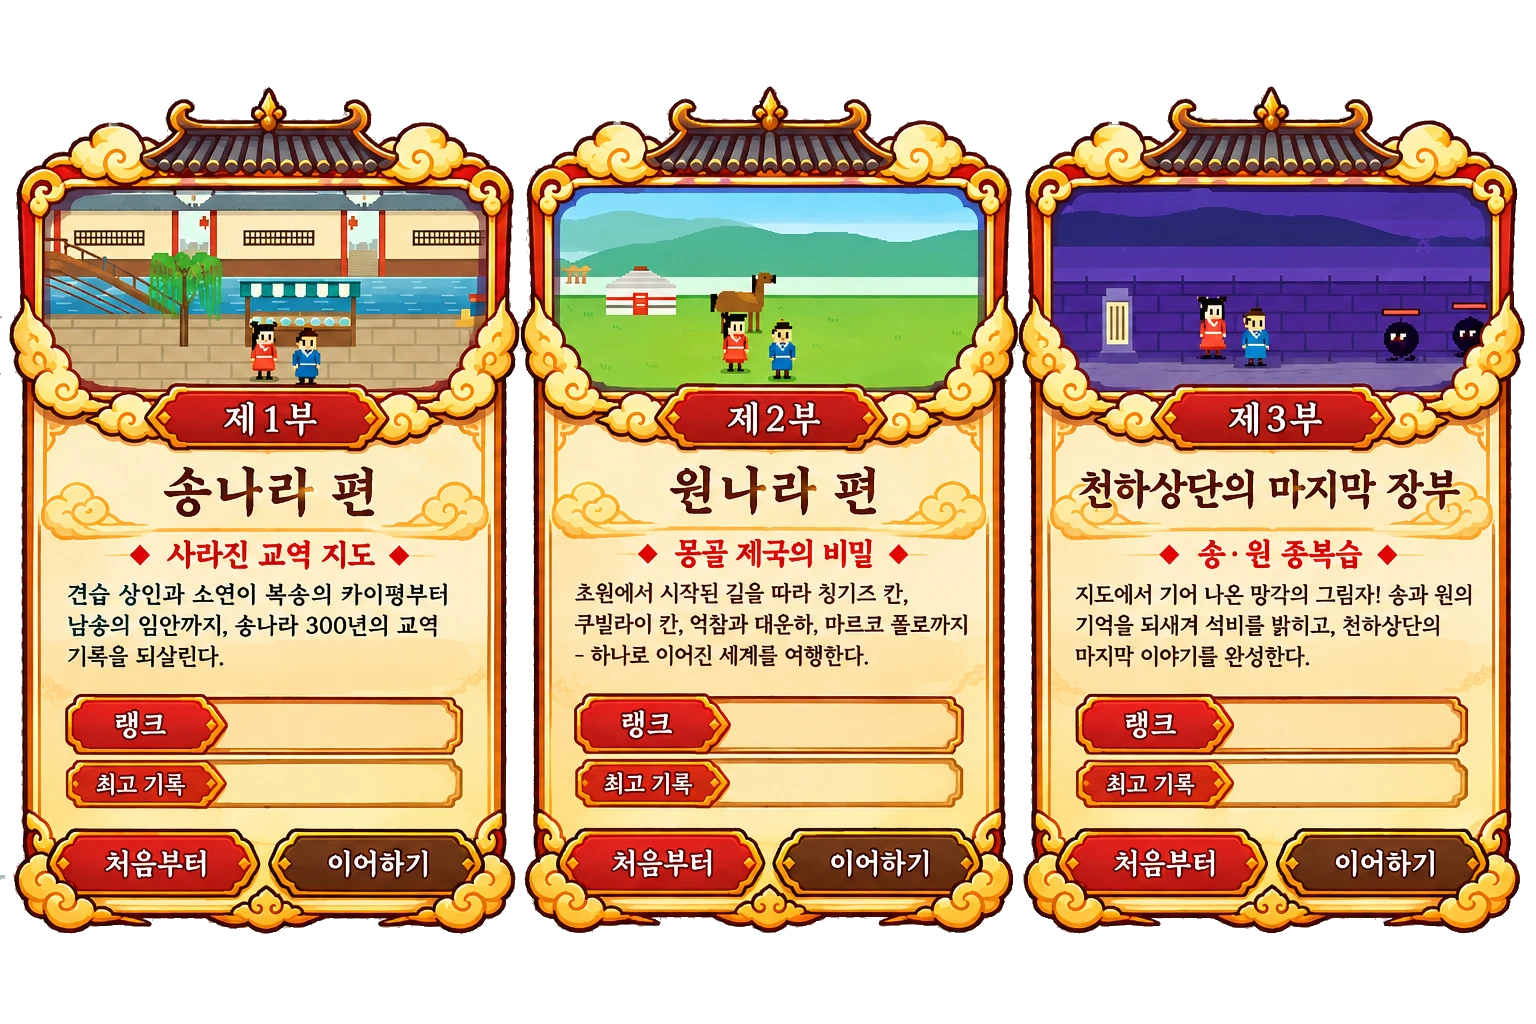 제1부
송나라 편
사라진 교역 지도
견습 상인과 소연이 복송의 카이평부터
남송의 임안까지, 송나라 300년의 교역
기록을 되살린다.
랭크
최고 기록
처음부터
이어하기
제2부
원나라 편
몽골 제국의 비밀
초원에서 시작된 길을 따라 칭기즈 칸,
쿠빌라이 칸, 억참과 대운하, 마르코 폴로까지
- 하나로 이어진 세계를 여행한다.
랭크
최고 기록
처음부터
이어하기
제3부
천하상단의 마지막 장부
송·원 종복습
지도에서 기어 나온 망각의 그림자! 송과 원의
기억을 되새겨 석비를 밝히고, 천하상단의
마지막 이야기를 완성한다.
랭크
최고 기록
처음부터
이어하기